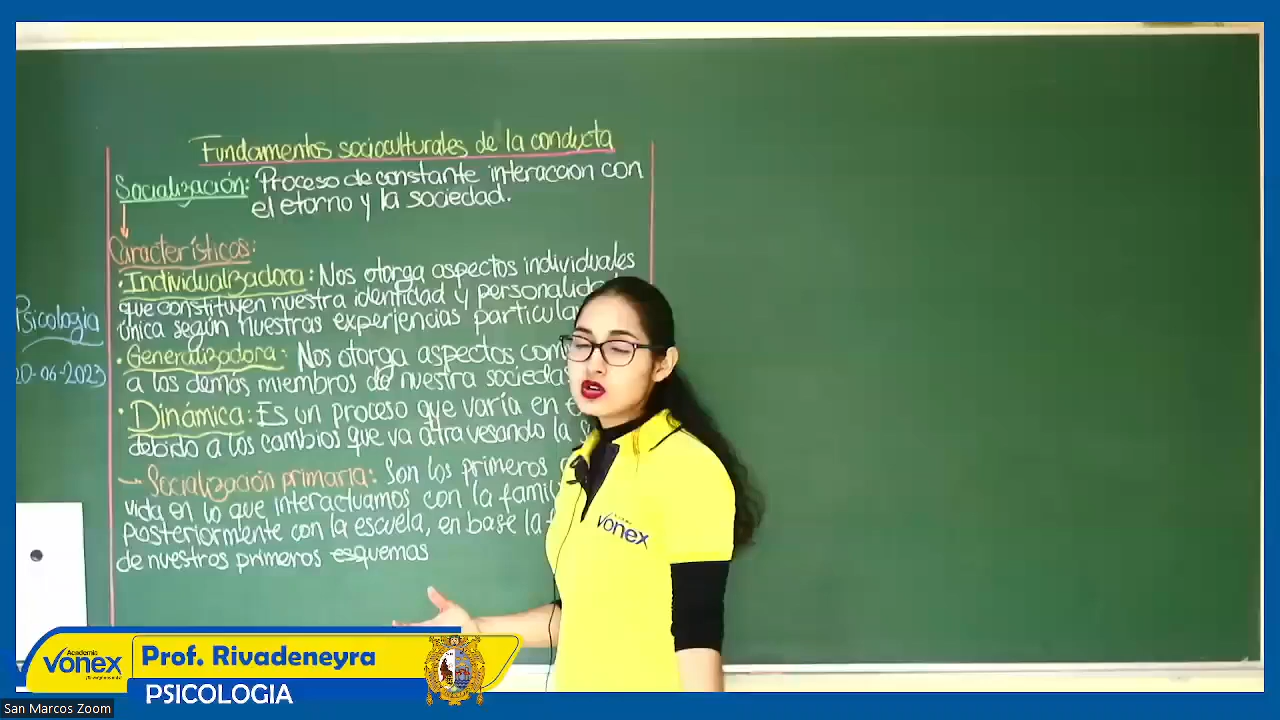 Fundamentos socioculturales de la conducta
Socialización: Proceso de constante interaccion con
el etorno y la sociedad.
Características:
• Individualizadora: Nos otorga aspectos individuales
que constituyen nuestra identidad y
única según nuestras experiencias
• Generalizadora: Nos otorga aspectos
a los demás miembros de nuestra
• Dinámica: Es un proceso que varía en
debido a los cambios que va atravesando la
→ Socialización primaria: Son los primeros
vida en lo que interactuamos con la
posteriormente con la escuela, en base la
de nuestros primeros esquemas
Psicologia
20-06-2023
vonex
Academia
vonex
Prof. Rivadeneyra
PSICOLOGIA
San Marcos Zoom